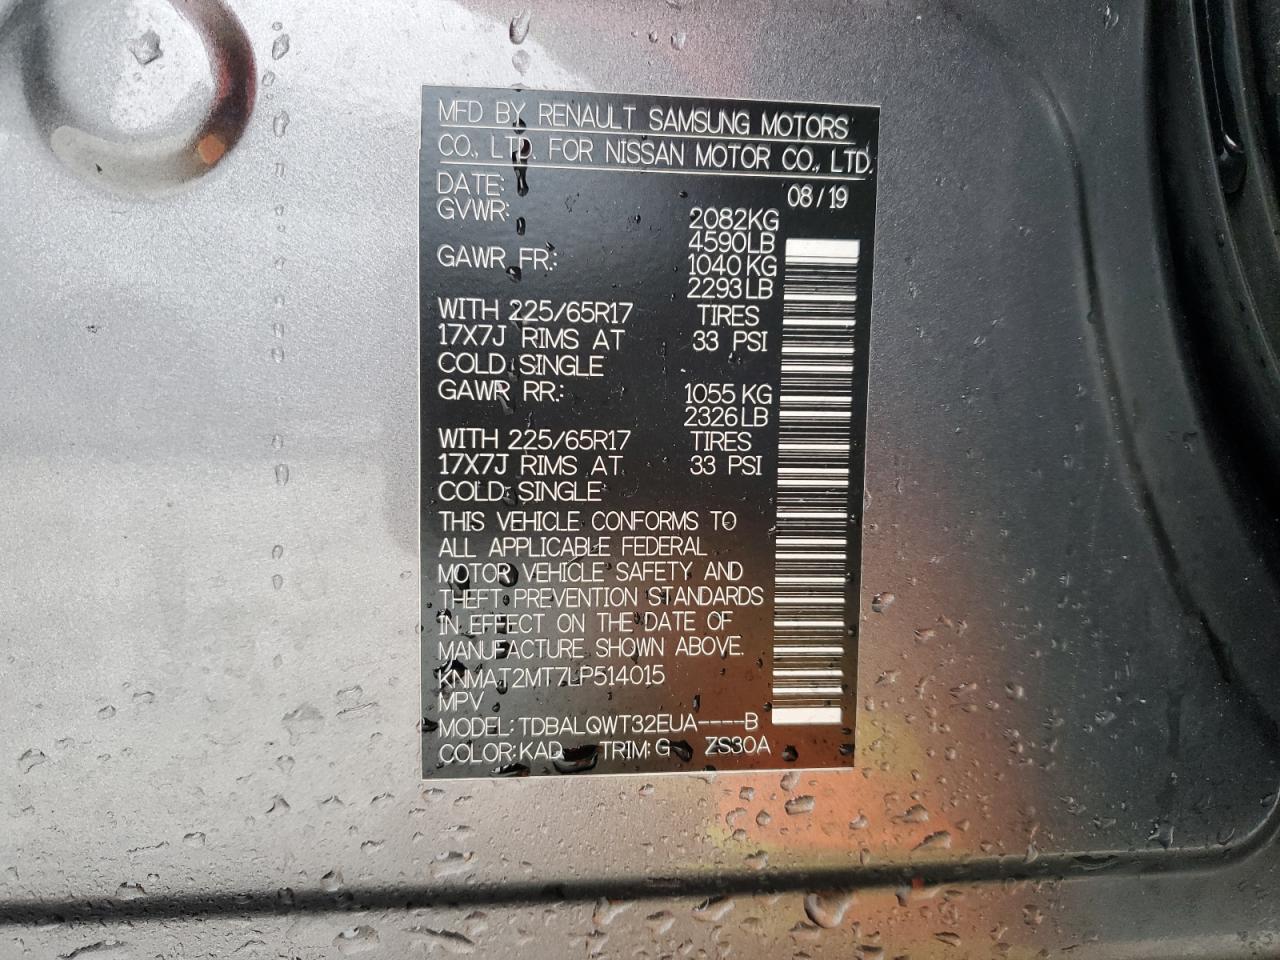 MFD BY RENAULT SAMSUNG MOTORS
CO., LTD. FOR NISSAN MOTOR CO., LTD.
DATE: 08/19
GVWR: 2082KG
4590LB
GAWR FR: 1040KG
2293LB
WITH 225/65R17 TIRES
17X7J RIMS AT 33 PSI
COLD SINGLE
GAWR RR: 1055KG
2326LB
WITH 225/65R17 TIRES
17X7J RIMS AT 33 PSI
COLD SINGLE
THIS VEHICLE CONFORMS TO
ALL APPLICABLE FEDERAL
MOTOR VEHICLE SAFETY AND
THEFT PREVENTION STANDARDS
IN EFFECT ON THE DATE OF
MANUFACTURE SHOWN ABOVE.
KNMAT2MT7LP514015
MPV
MODEL: TDBALQWT32EUA----B
COLOR: KAD TRIM: G ZS30A